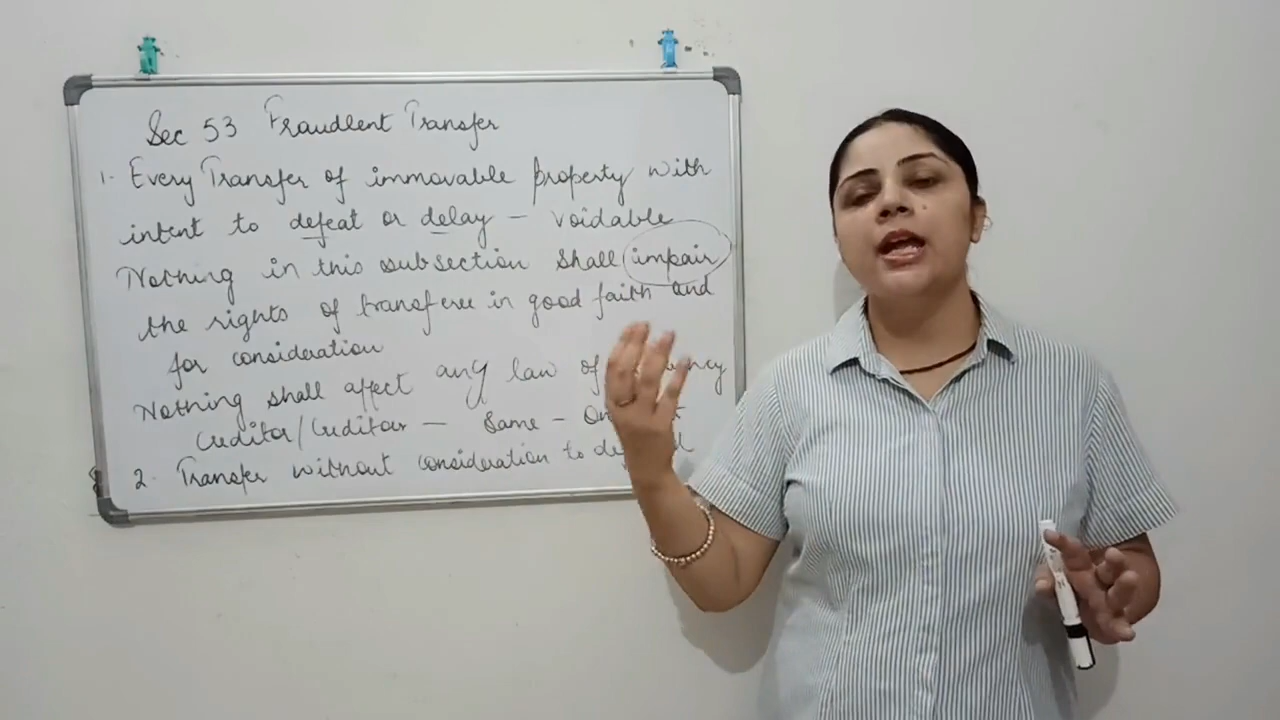 Sec 53 Fraudlent Transfer
1- Every Transfer of immovable property with
intent to defeat or delay - voidable
Nothing in this subsection shall impair
the rights of transferee in good faith and
for consideration
Nothing shall affect any law of
Creditor/Creditor - Same - On
2- Transfer without consideration to